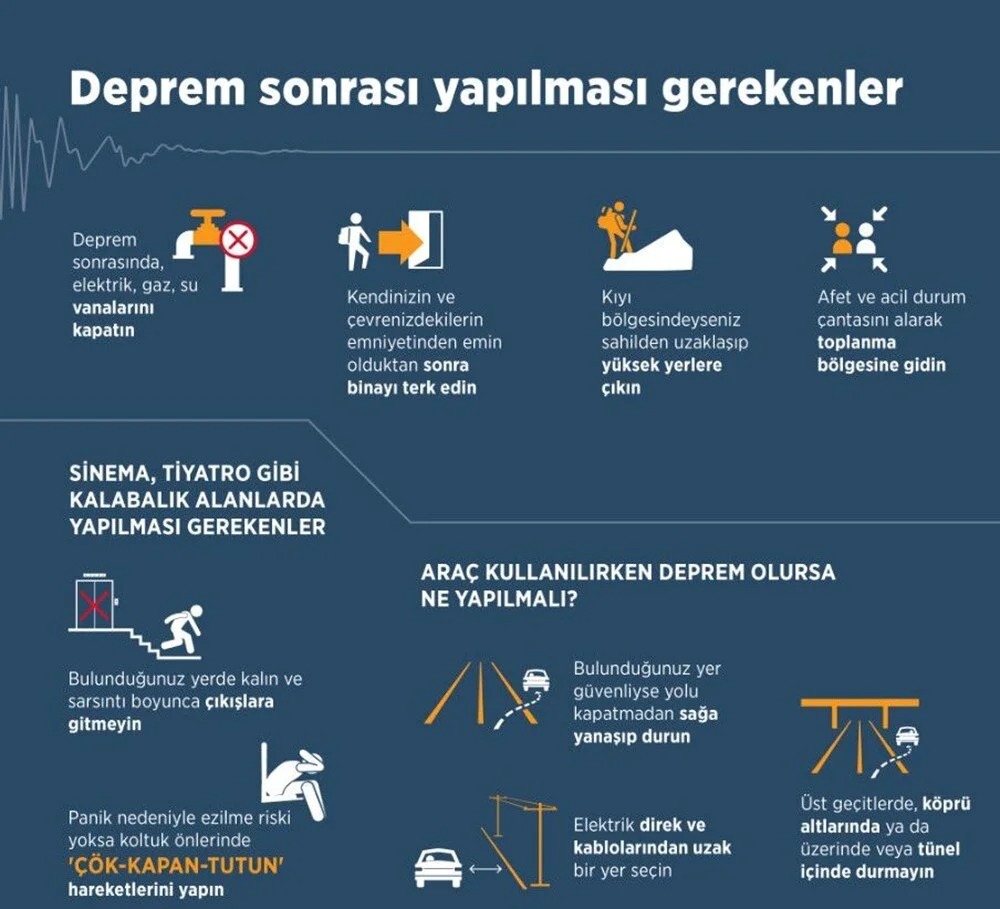 Deprem sonrası yapılması gerekenler
Deprem
sonrasında,
elektrik, gaz, su
vanalarını
kapatın
Kendinizin ve
çevrenizdekilerin
emniyetinden emin
olduktan sonra
binayı terk edin
Kıyı
bölgesindeyseniz
sahilden uzaklaşıp
yüksek yerlere
çıkın
Afet ve acil durum
çantasını alarak
toplanma
bölgesine gidin
SİNEMA, TİYATRO GİBİ
KALABALIK ALANLARDA
YAPILMASI GEREKENLER
Bulunduğunuz yerde kalın ve
sarsıntı boyunca çıkışlara
gitmeyin
Panik nedeniyle ezilme riski
yoksa koltuk önlerinde
'ÇÖK-KAPAN-TUTUN'
hareketlerini yapın
ARAÇ KULLANILIRKEN DEPREM OLURSA
NE YAPILMALI?
Bulunduğunuz yer
güvenliyse yolu
kapatmadan sağa
yanaşıp durun
Elektrik direk ve
kablolarından uzak
bir yer seçin
Üst geçitlerde, köprü
altlarında ya da
üzerinde veya tünel
içinde durmayın